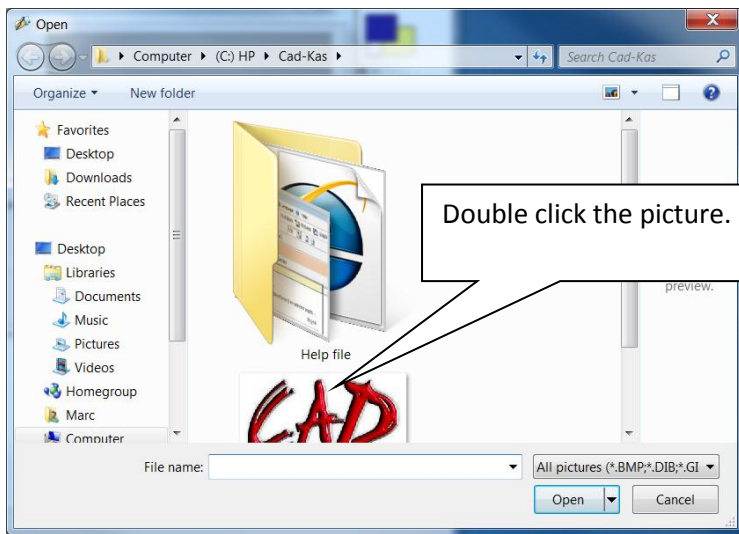 Open
Computer (C:) HP Cad-Kas
Search Cad-Kas
Organize New folder
Favorites
Desktop
Downloads
Recent Places
Desktop
Libraries
Documents
Music
Pictures
Videos
Homegroup
Marc
Computer
Help file
CAD
Double click the picture.
preview.
File name:
All pictures (*.BMP;*.DIB;*.GI
Open
Cancel